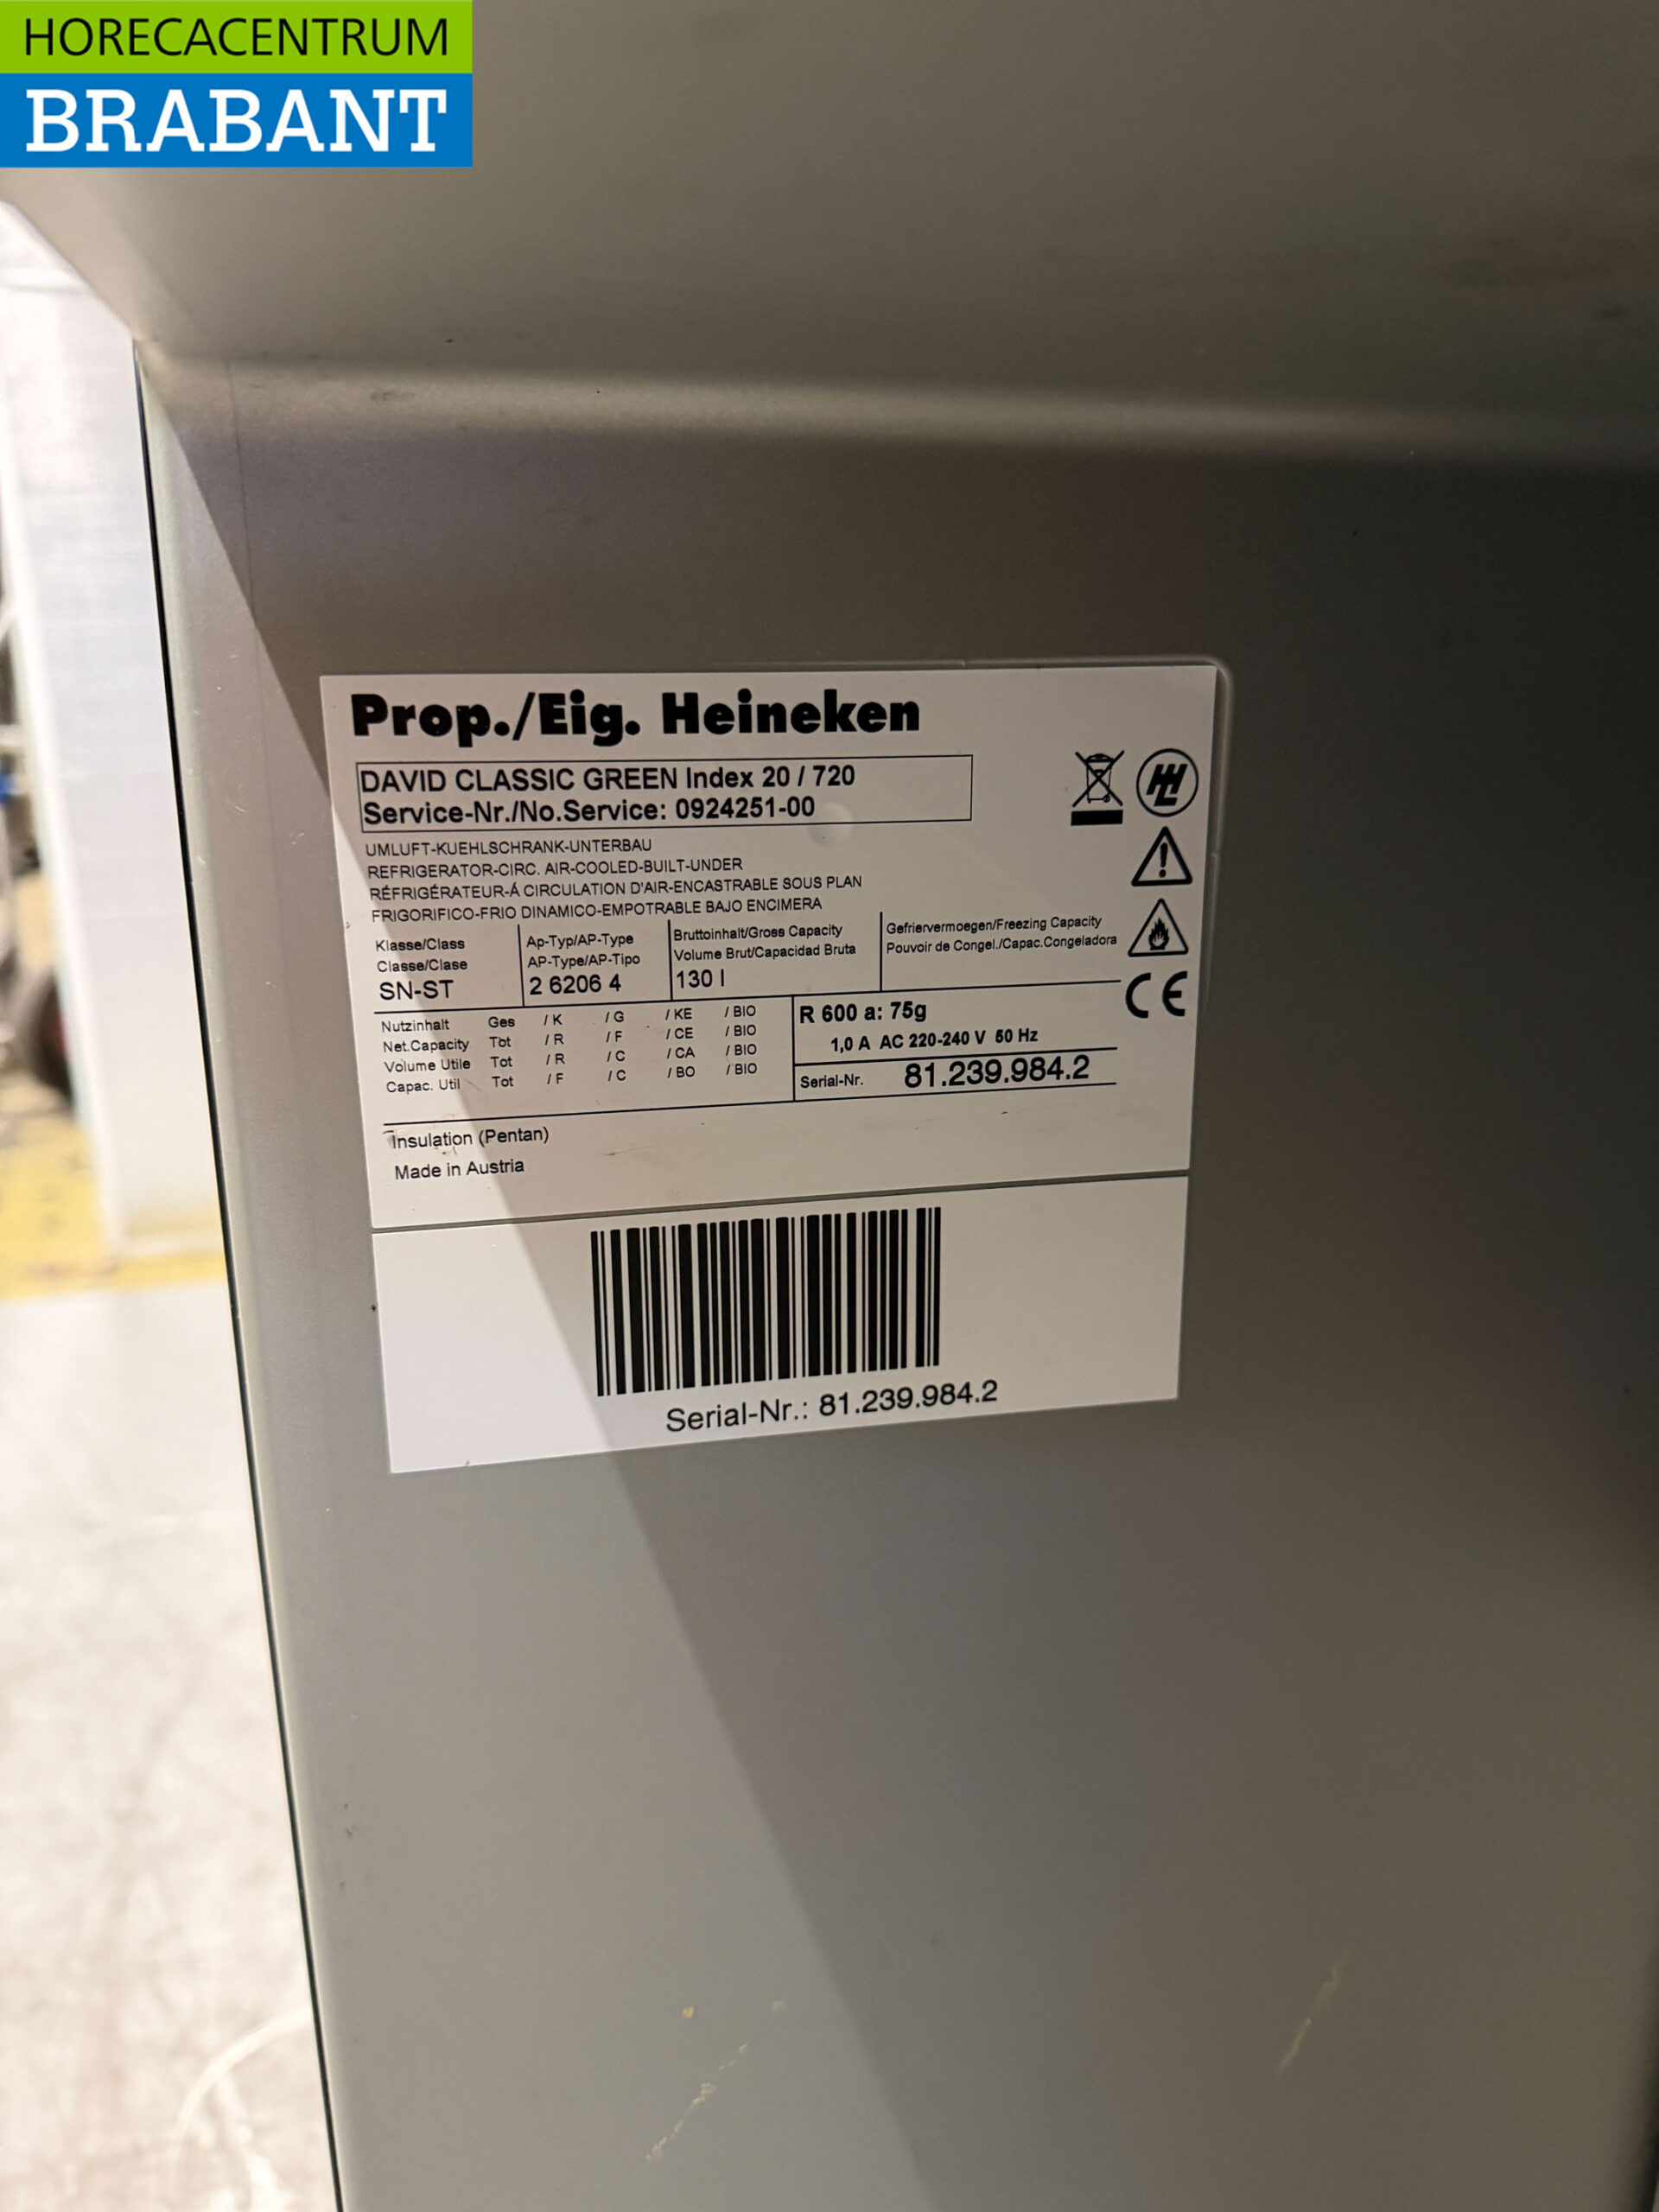 HORECACENTRUM
BRABANT
Prop./Eig. Heineken
DAVID CLASSIC GREEN Index 20 / 720
Service-Nr./No.Service: 0924251-00
UMLUFT-KUEHLSCHRANK-UNTERBAU
REFRIGERATOR-CIRC. AIR-COOLED-BUILT-UNDER
RÉFRIGÉRATEUR-Á CIRCULATION D'AIR-ENCASTRABLE SOUS PLAN
FRIGORIFICO-FRIO DINAMICO-EMPOTRABLE BAJO ENCIMERA
Klasse/Class
Classe/Clase
SN-ST
Ap-Typ/AP-Type
AP-Type/AP-Tipo
2 6206 4
Bruttoinhalt/Gross Capacity
Volume Brut/Capacidad Bruta
130 l
Gefriervermoegen/Freezing Capacity
Pouvoir de Congel./Capac.Congeladora
CE
Nutzinhalt Ges / K / G / KE / BIO
Net.Capacity Tot / R / F / CE / BIO
Volume Utile Tot / R / C / CA / BIO
Capac. Util Tot / F / C / BO / BIO
R 600 a: 75g
1,0 A AC 220-240 V 50 Hz
Serial-Nr. 81.239.984.2
Insulation (Pentan)
Made in Austria
Serial-Nr.: 81.239.984.2